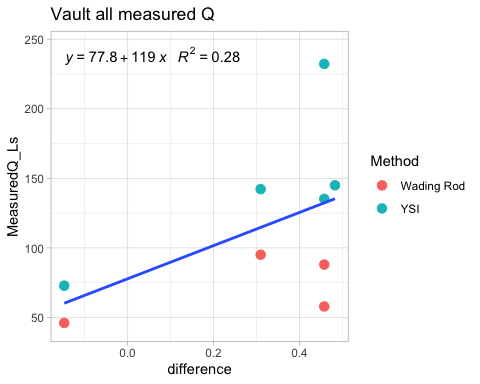 Vault all measured Q
y = 77.8 + 119 x   R² = 0.28
250
200
150
100
50
MeasuredQ_Ls
0.0 0.2 0.4
difference
Method
Wading Rod
YSI